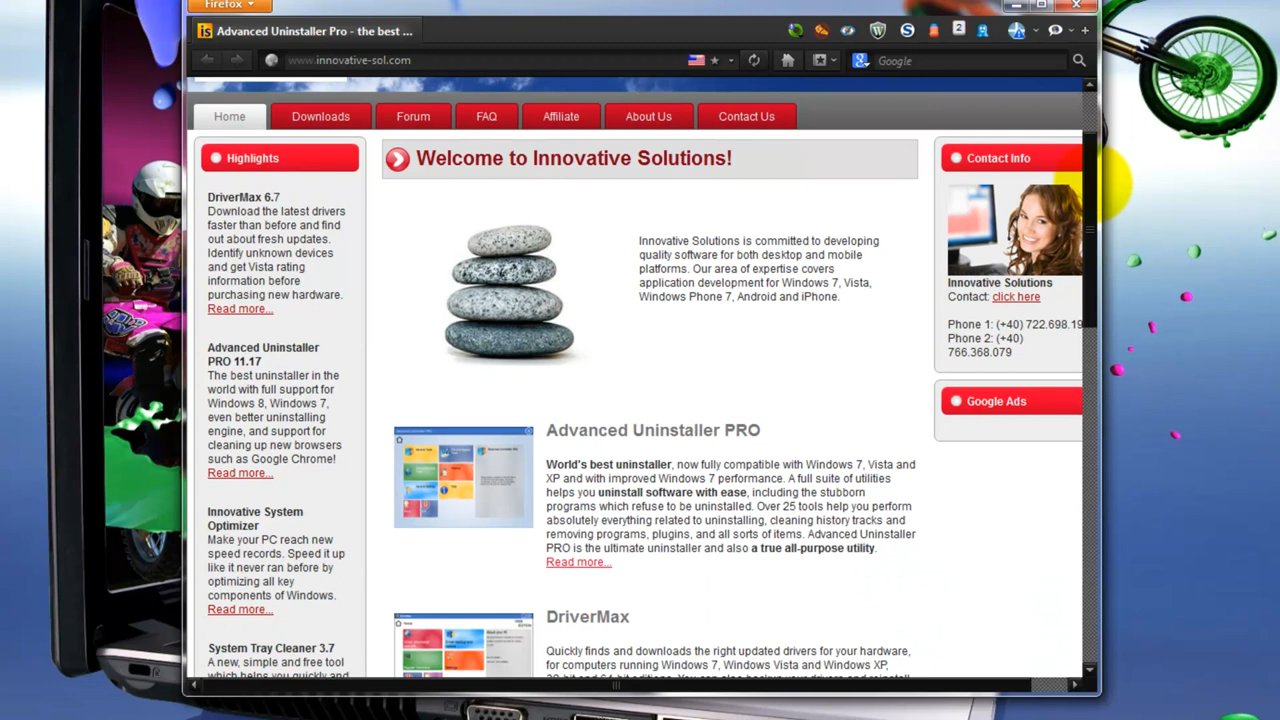 Firefox
Advanced Uninstaller Pro - the best ...
2
www.innovative-sol.com
Google
Home
Downloads
Forum
FAQ
Affiliate
About Us
Contact Us
Highlights
DriverMax 6.7
Download the latest drivers
faster than before and find
out about fresh updates.
Identify unknown devices
and get Vista rating
information before
purchasing new hardware.
Read more...
Advanced Uninstaller
PRO 11.17
The best uninstaller in the
world with full support for
Windows 8, Windows 7,
even better uninstalling
engine, and support for
cleaning up new browsers
such as Google Chrome!
Read more...
Innovative System
Optimizer
Make your PC reach new
speed records. Speed it up
like it never ran before by
optimizing all key
components of Windows.
Read more...
System Tray Cleaner 3.7
A new, simple and free tool
which helps you quickly and
Welcome to Innovative Solutions!
Innovative Solutions is committed to developing
quality software for both desktop and mobile
platforms. Our area of expertise covers
application development for Windows 7, Vista,
Windows Phone 7, Android and iPhone.
Advanced Uninstaller PRO
World's best uninstaller, now fully compatible with Windows 7, Vista and
XP and with improved Windows 7 performance. A full suite of utilities
helps you uninstall software with ease, including the stubborn
programs which refuse to be uninstalled. Over 25 tools help you perform
absolutely everything related to uninstalling, cleaning history tracks and
removing programs, plugins, and all sorts of items. Advanced Uninstaller
PRO is the ultimate uninstaller and also a true all-purpose utility.
Read more...
DriverMax
Quickly finds and downloads the right updated drivers for your hardware,
for computers running Windows 7, Windows Vista and Windows XP,
Contact Info
Innovative Solutions
Contact: click here
Phone 1: (+40) 722.698.19
Phone 2: (+40)
766.368.079
Google Ads